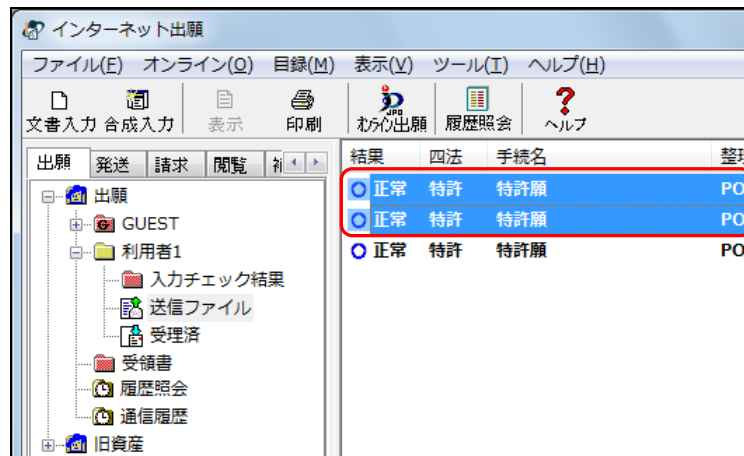 インターネット出願
ファイル(F) オンライン(O) 目録(M) 表示(V) ツール(T) ヘルプ(H)
文書入力 合成入力 表示 印刷 オンライン出願 履歴照会 ヘルプ
出願 発送 請求 閲覧
結果 四法 手続名
出願
GUEST
利用者1
入力チェック結果
送信ファイル
受理済
受領書
履歴照会
通信履歴
旧資産
正常 特許 特許願 PO
正常 特許 特許願 PO
正常 特許 特許願 PO